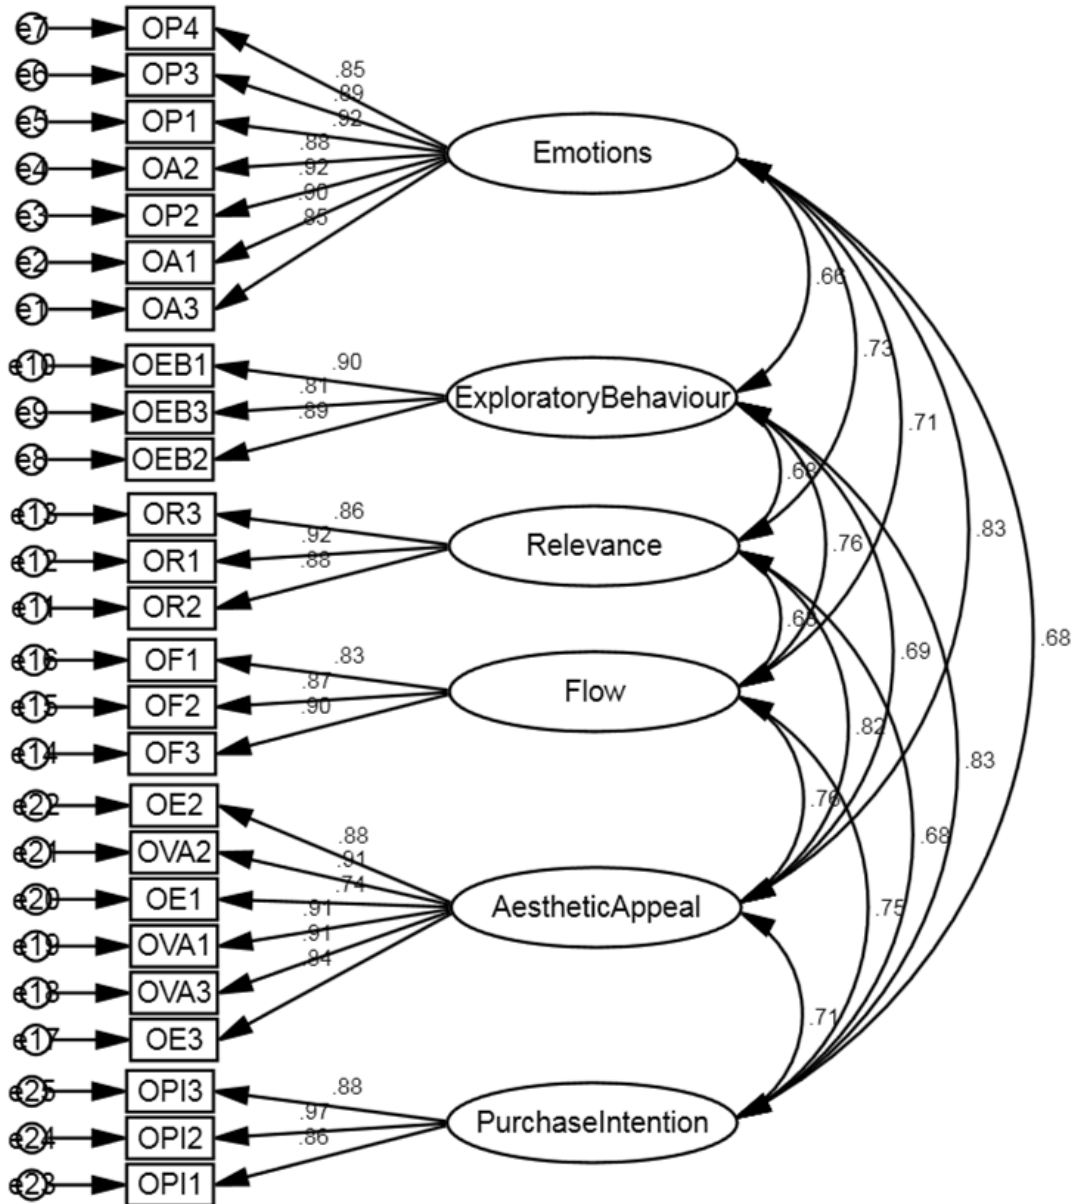 e7 OP4
.85
e6 OP3
.89
e5 OP1
.92
e4 OA2
.88
Emotions
e3 OP2
.92
e2 OA1
.90
e1 OA3
.85
.66
.73
.71
.83
.68
e10 OEB1
.90
e9 OEB3
.81
ExploratoryBehaviour
e8 OEB2
.89
.76
.69
.83
e13 OR3
.86
e12 OR1
.92
Relevance
e11 OR2
.88
.82
.68
e16 OF1
.83
e15 OF2
.87
Flow
e14 OF3
.90
.76
.75
e22 OE2
.88
e21 OVA2
.91
e20 OE1
.74
AestheticAppeal
e19 OVA1
.91
e18 OVA3
.91
e17 OE3
.84
.71
e25 OPI3
.88
e24 OPI2
.97
PurchaseIntention
e23 OPI1
.86